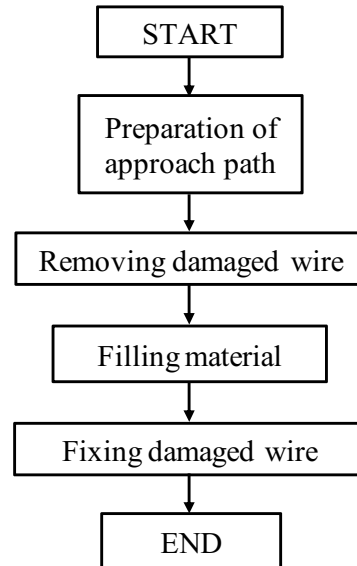 START
Preparation of
approach path
Removing damaged wire
Filling material
Fixing damaged wire
END